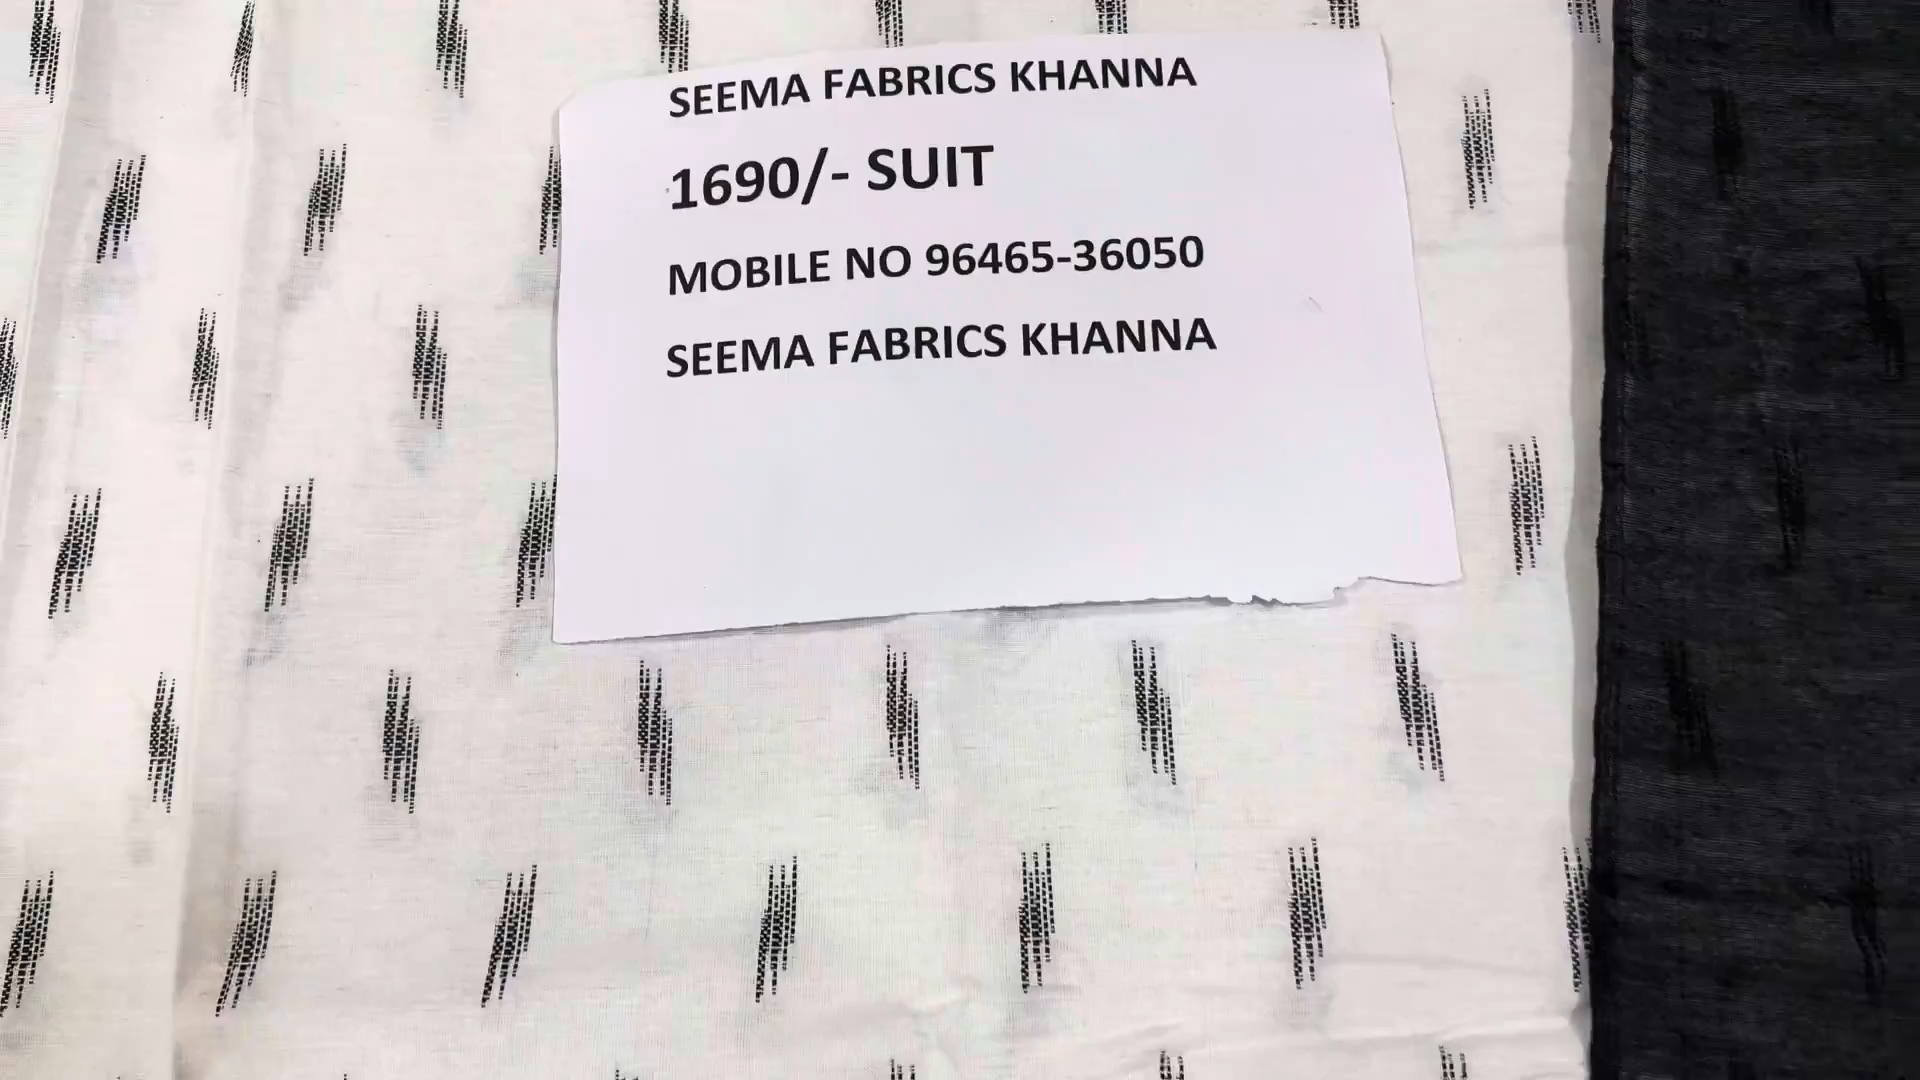 SEEMA FABRICS KHANNA
1690/- SUIT
MOBILE NO 96465-36050
SEEMA FABRICS KHANNA